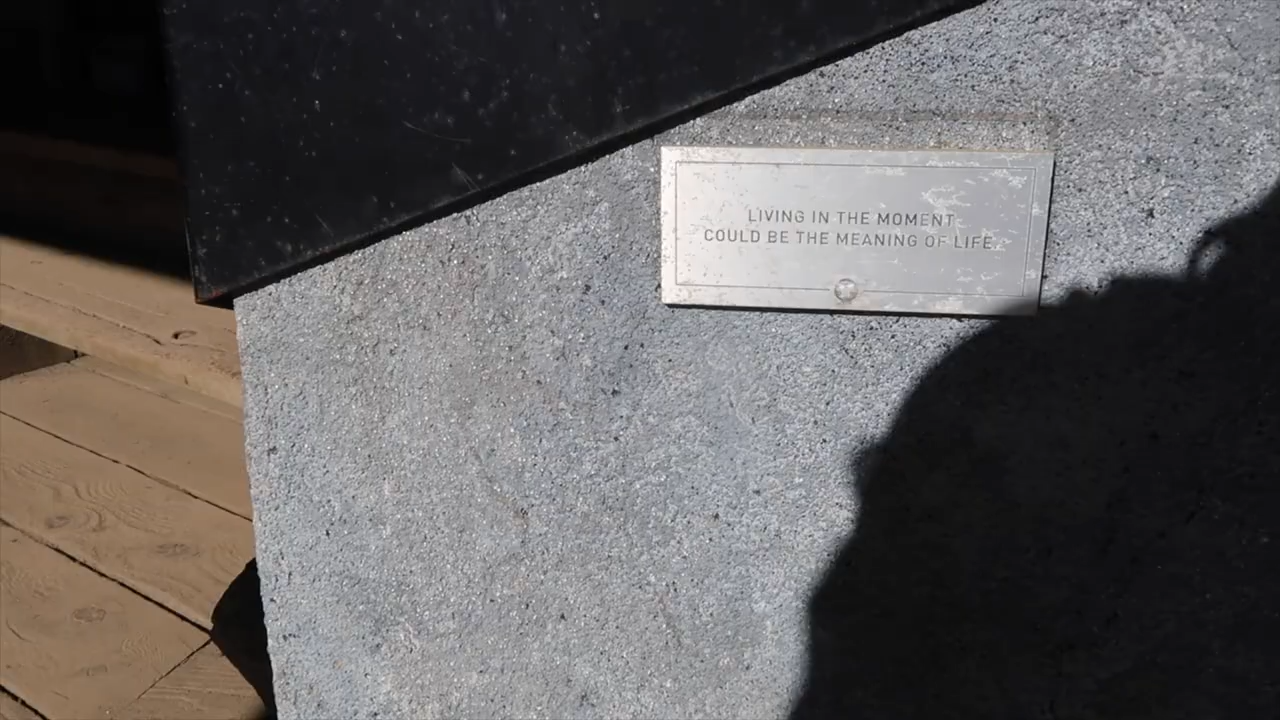 LIVING IN THE MOMENT
COULD BE THE MEANING OF LIFE.